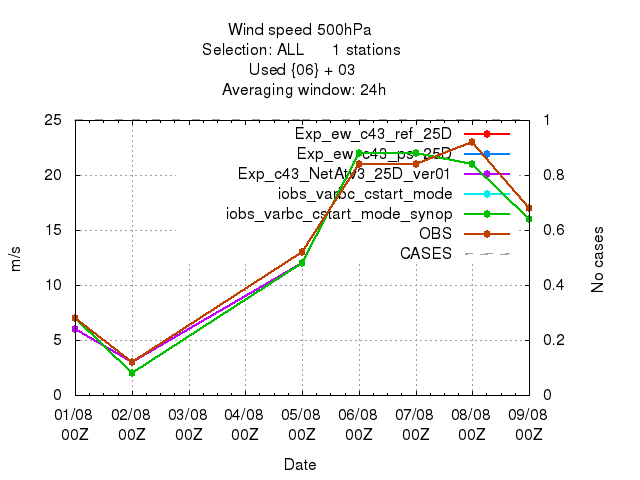 Wind speed 500hPa
Selection: ALL 1 stations
Used {06} + 03
Averaging window: 24h
25 1
Exp_ew_c43_ref_25D
Exp_ew_c43_ps_25D
20 0.8
Exp_c43_NetAtv3_25D_ver01
iobs_varbc_cstart_mode
iobs_varbc_cstart_mode_synop
15 0.6
OBS
CASES
m/s
No cases
10 0.4
5 0.2
0 0
01/08 02/08 03/08 04/08 05/08 06/08 07/08 08/08 09/08
00Z 00Z 00Z 00Z 00Z 00Z 00Z 00Z 00Z
Date